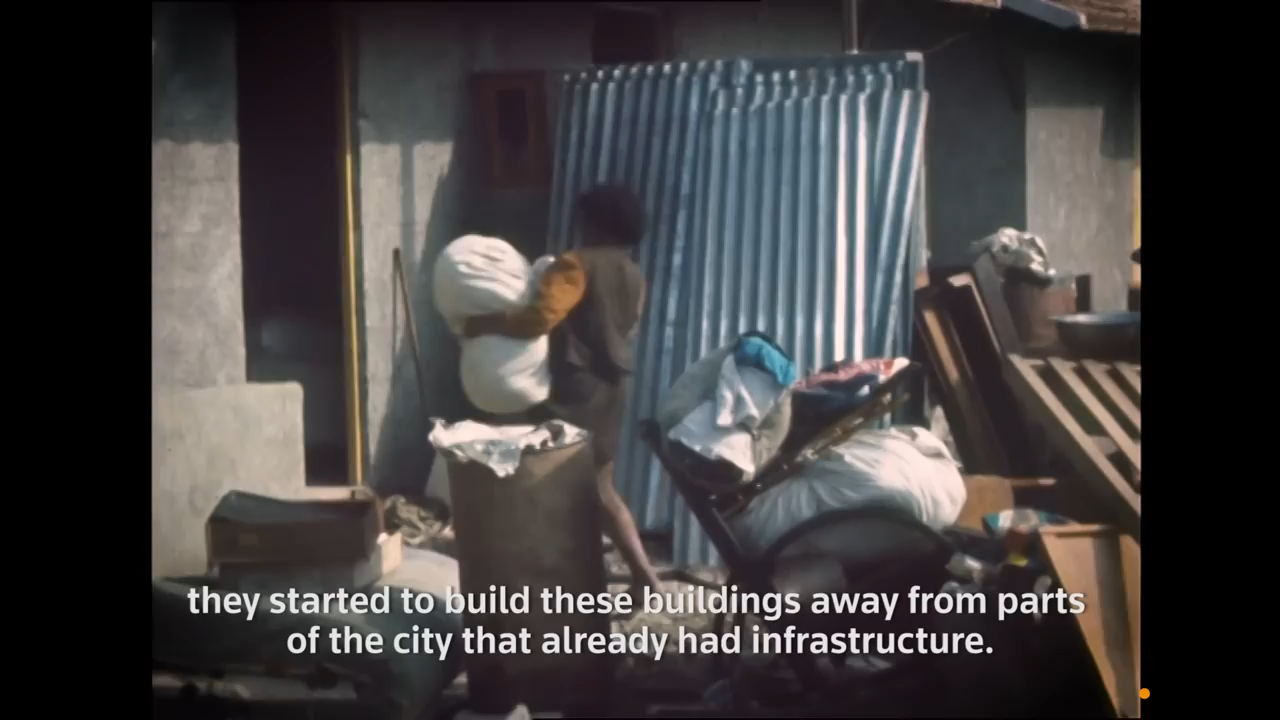 they started to build these buildings away from parts
of the city that already had infrastructure.